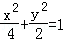 x²/4 + y²/2 = 1